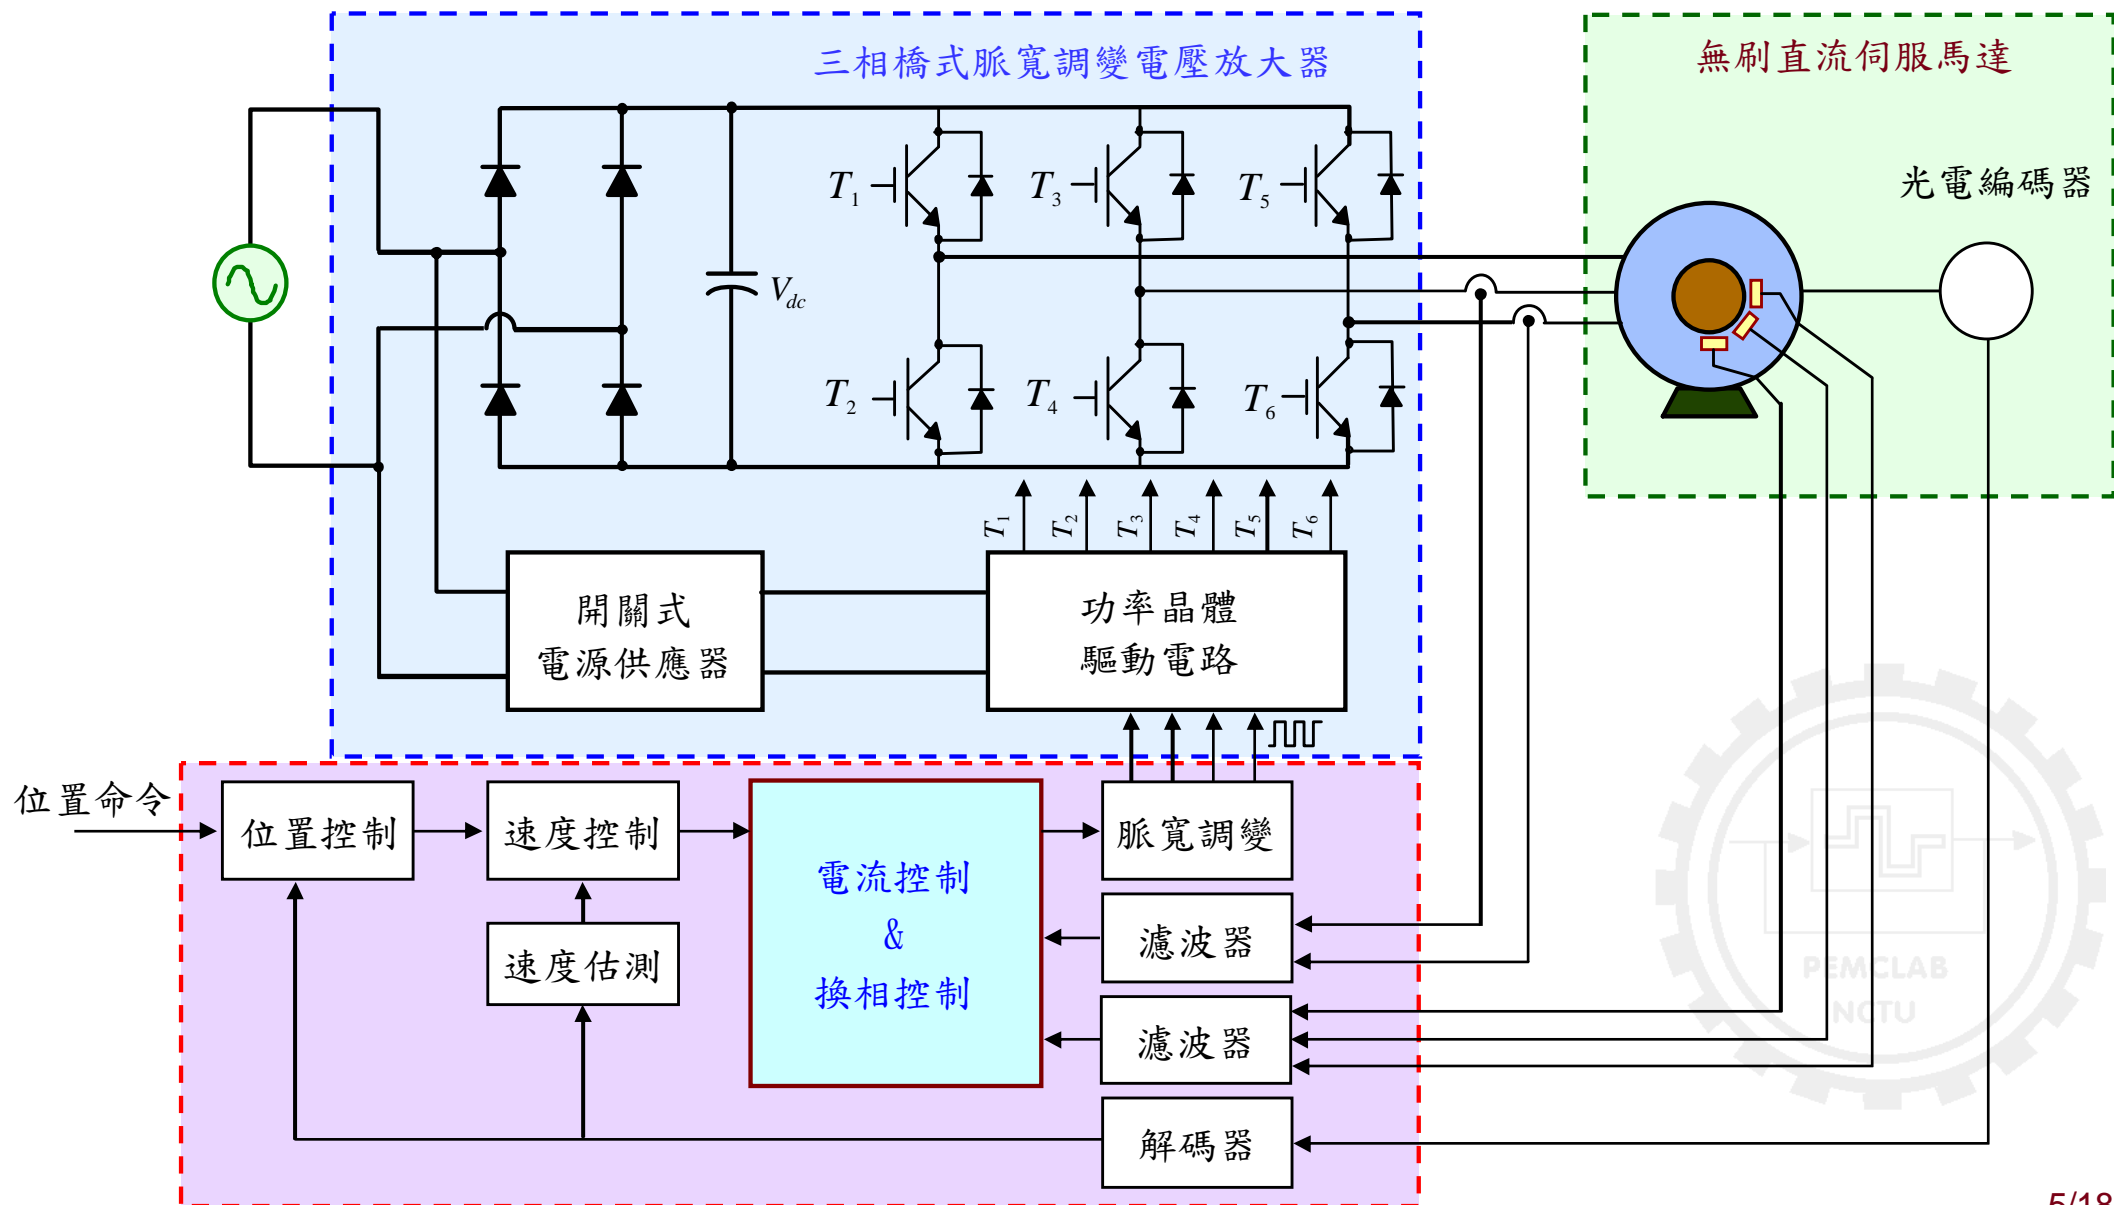 三相橋式脈寬調變電壓放大器
無刷直流伺服馬達
光電編碼器
T1
T3
T5
Vdc
T2
T4
T6
T1
T2
T3
T4
T5
T6
開關式
電源供應器
功率晶體
驅動電路
位置命令
位置控制
速度控制
電流控制
&
換相控制
脈寬調變
濾波器
速度估測
濾波器
解碼器
PEMCLAB
NCTU
5/18